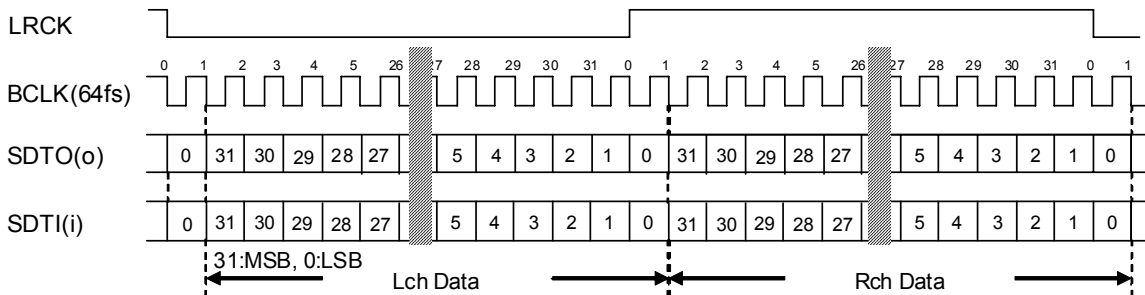 LRCK
0 1 2 3 4 5 26 27 28 29 30 31 0 1 2 3 4 5 26 27 28 29 30 31 0 1
BCLK(64fs)
SDTO(o) 0 31 30 29 28 27 5 4 3 2 1 0 31 30 29 28 27 5 4 3 2 1 0
SDTI(i) 0 31 30 29 28 27 5 4 3 2 1 0 31 30 29 28 27 5 4 3 2 1 0
31:MSB, 0:LSB
Lch Data Rch Data